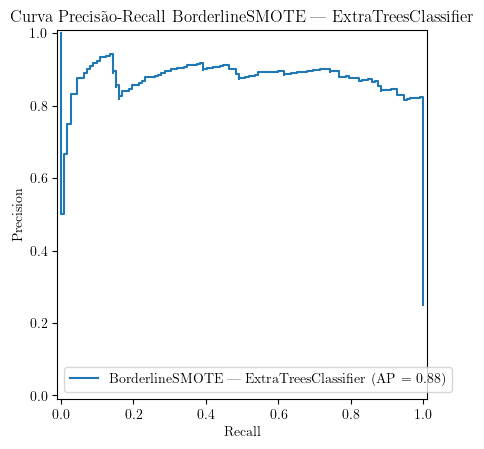 Curva Precisão-Recall BorderlineSMOTE — ExtraTreesClassifier
1.0
0.8
0.6
0.4
0.2
0.0
Precision
BorderlineSMOTE — ExtraTreesClassifier (AP = 0.88)
0.0 0.2 0.4 0.6 0.8 1.0
Recall